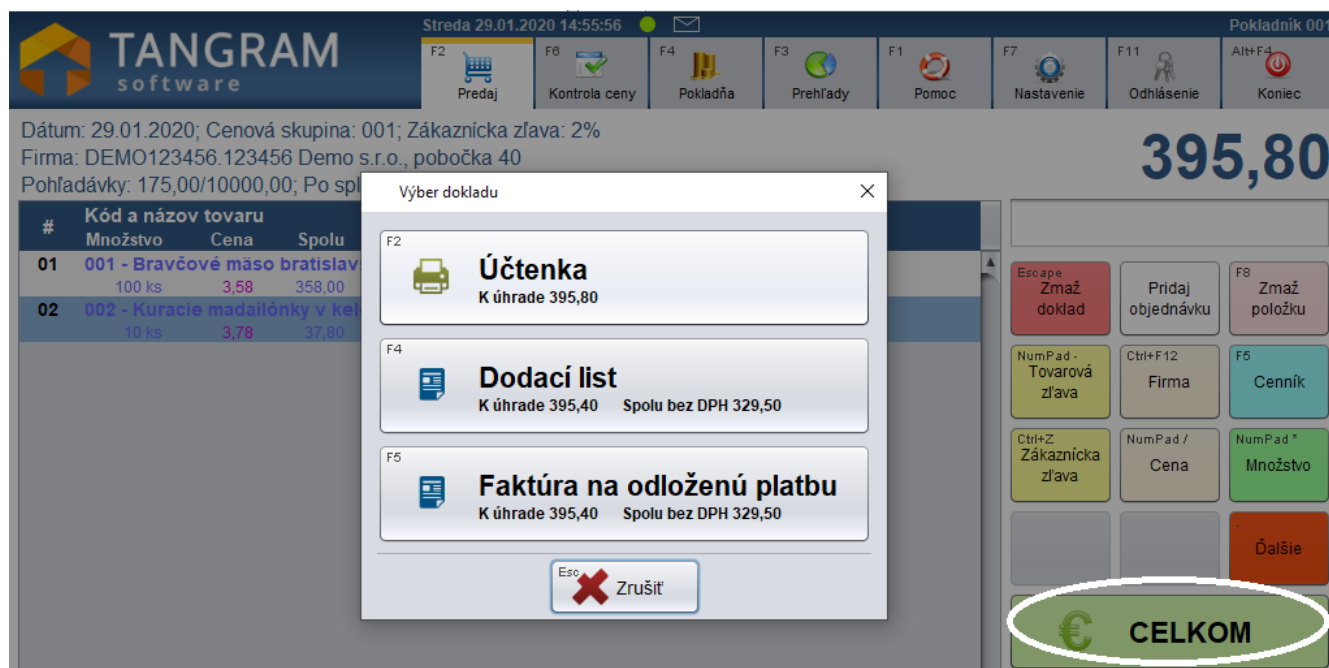 Streda 29.01.2020 14:55:56
Pokladník 001
TANGRAM
software
F2
Predaj
F6
Kontrola ceny
F4
Pokladňa
F3
Prehľady
F1
Pomoc
F7
Nastavenie
F11
Odhlásenie
Alt+F4
Koniec
Dátum: 29.01.2020; Cenová skupina: 001; Zákaznícka zľava: 2%
Firma: DEMO123456.123456 Demo s.r.o., pobočka 40
Pohľadávky: 175,00/10000,00; Po spl
395,80
# Kód a názov tovaru
Množstvo Cena Spolu
01 001 - Bravčové mäso bratislav
100 ks 3,58 358,00
02 002 - Kuracie madailónky v kel
10 ks 3,78 37,80
Výber dokladu
F2
Účtenka
K úhrade 395,80
F4
Dodací list
K úhrade 395,40 Spolu bez DPH 329,50
F5
Faktúra na odloženú platbu
K úhrade 395,40 Spolu bez DPH 329,50
Esc
Zrušiť
Escape
Zmaž
doklad
Pridaj
objednávku
F8
Zmaž
položku
NumPad -
Tovarová
zľava
Ctrl+F12
Firma
F5
Cenník
Ctrl+Z
Zákaznícka
zľava
NumPad /
Cena
NumPad *
Množstvo
.
Ďalšie
€ CELKOM